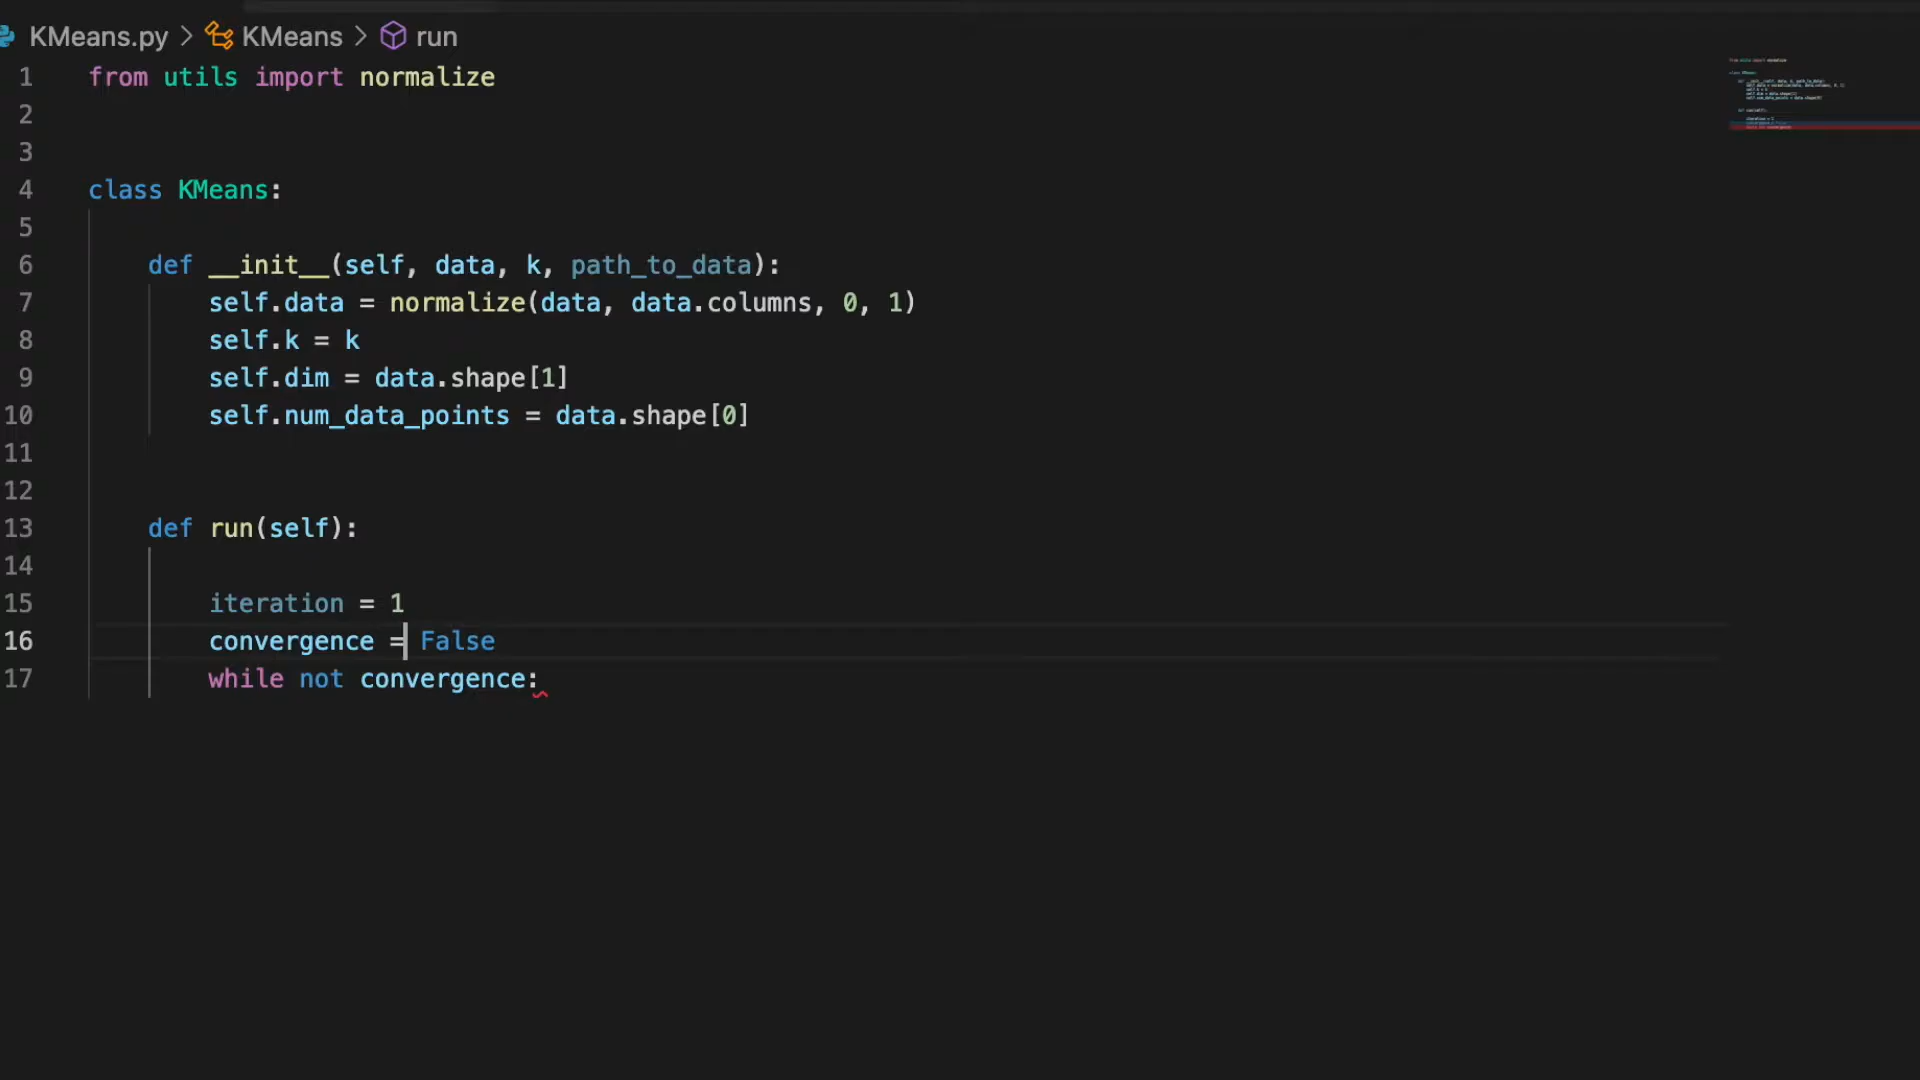 KMeans.py > KMeans > run
1 from utils import normalize
2
3
4 class KMeans:
5
6 def __init__(self, data, k, path_to_data):
7 self.data = normalize(data, data.columns, 0, 1)
8 self.k = k
9 self.dim = data.shape[1]
10 self.num_data_points = data.shape[0]
11
12
13 def run(self):
14
15 iteration = 1
16 convergence = False
17 while not convergence: